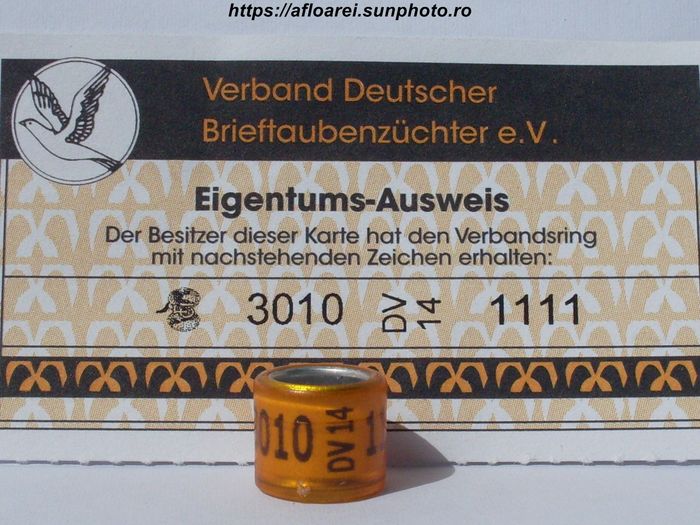 https://afloarei.sunphoto.ro
Verband Deutscher
Brieftaubenzüchter e.V.
Eigentums-Ausweis
Der Besitzer dieser Karte hat den Verbandsring
mit nachstehenden Zeichen erhalten:
3010 DV 14 1111
010 DV 14 1